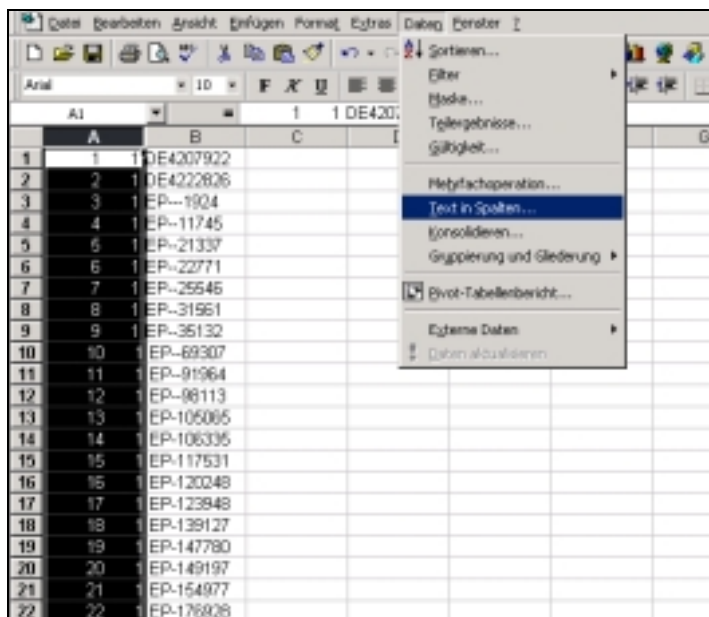 Datei Bearbeiten Ansicht Einfügen Format Extras Daten Fenster ?
Sortieren...
Filter
Maske...
Teilergebnisse...
Gültigkeit...
Mehrfachoperation...
Text in Spalten...
Konsolidieren...
Gruppierung und Gliederung
Pivot-Tabellenbericht...
Externe Daten
Daten aktualisieren
Arial 10 F K U
A1 = 1 1 DE420
A B C D G
1 1 1 DE4207922
2 2 1 DE4222826
3 3 1 EP---1924
4 4 1 EP--11745
5 5 1 EP--21337
6 6 1 EP--22771
7 7 1 EP--25546
8 8 1 EP--31561
9 9 1 EP--35132
10 10 1 EP--69307
11 11 1 EP--91964
12 12 1 EP--98113
13 13 1 EP-105065
14 14 1 EP-106335
15 15 1 EP-117531
16 16 1 EP-120248
17 17 1 EP-123948
18 18 1 EP-139127
19 19 1 EP-147780
20 20 1 EP-149197
21 21 1 EP-154977
22 22 1 EP-176928